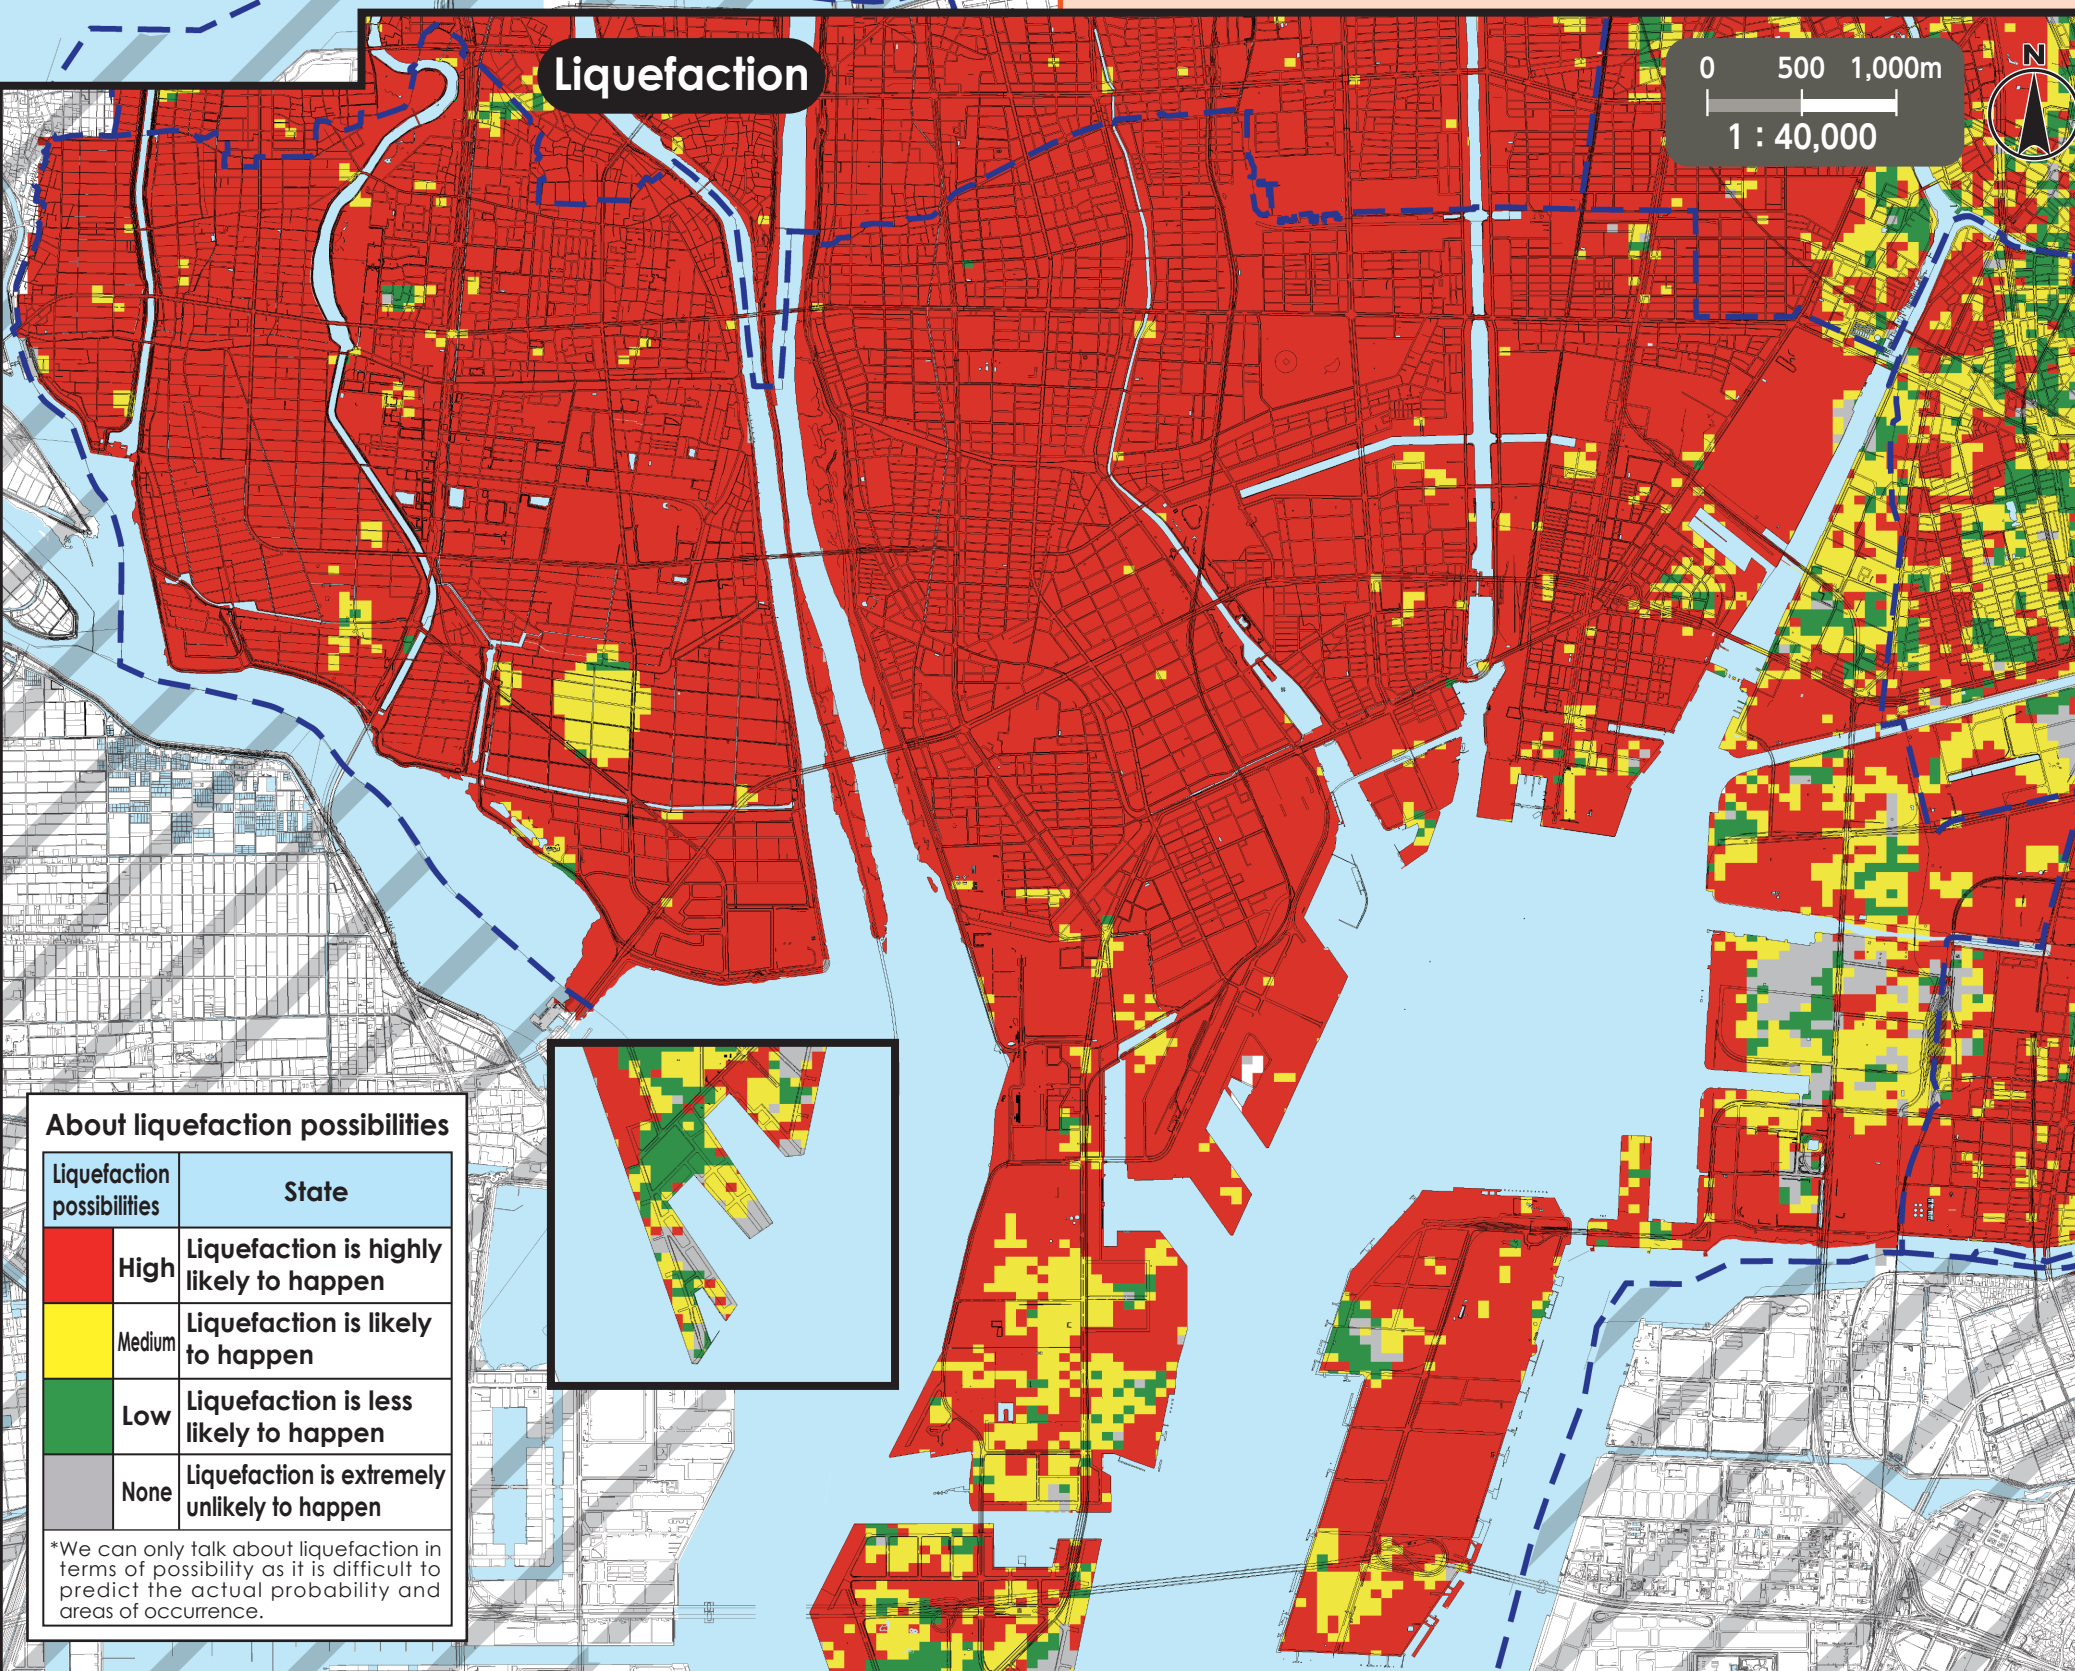 Liquefaction
0 500 1,000m
1 : 40,000
N
About liquefaction possibilities
Liquefaction
possibilities
State
High
Liquefaction is highly
likely to happen
Medium
Liquefaction is likely
to happen
Low
Liquefaction is less
likely to happen
None
Liquefaction is extremely
unlikely to happen
*We can only talk about liquefaction in
terms of possibility as it is difficult to
predict the actual probability and
areas of occurrence.